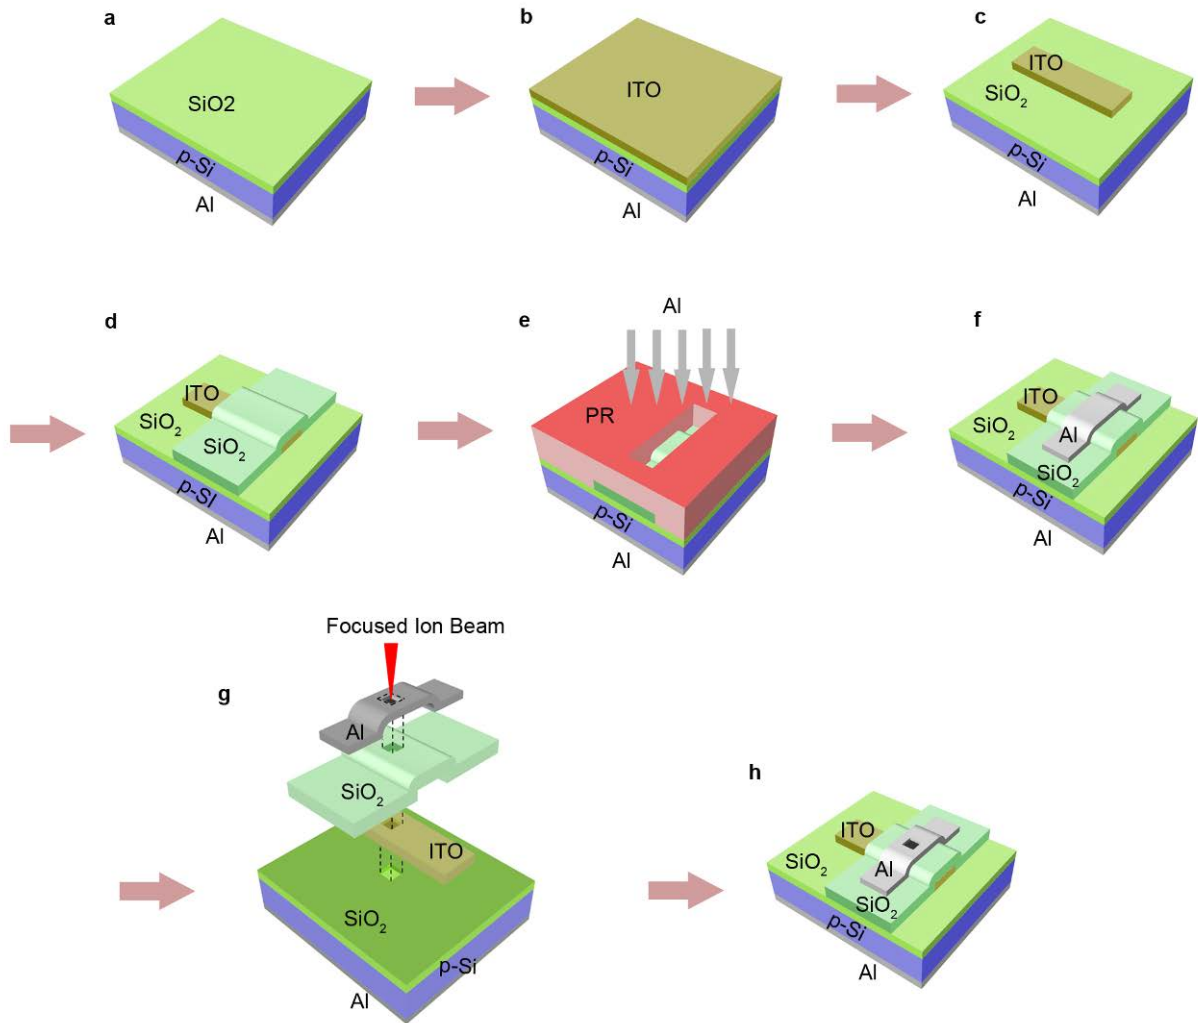 a
SiO2
p-Si
Al
b
ITO
p-Si
Al
c
ITO
SiO₂
p-Si
Al
d
ITO
SiO₂
SiO₂
p-SI
Al
e
Al
PR
p-Si
Al
f
ITO
SiO₂
Al
SiO₂
p-Si
Al
Focused Ion Beam
g
Al
SiO₂
ITO
SiO₂
p-Si
Al
h
ITO
SiO₂
Al
SiO₂
p-Si
Al